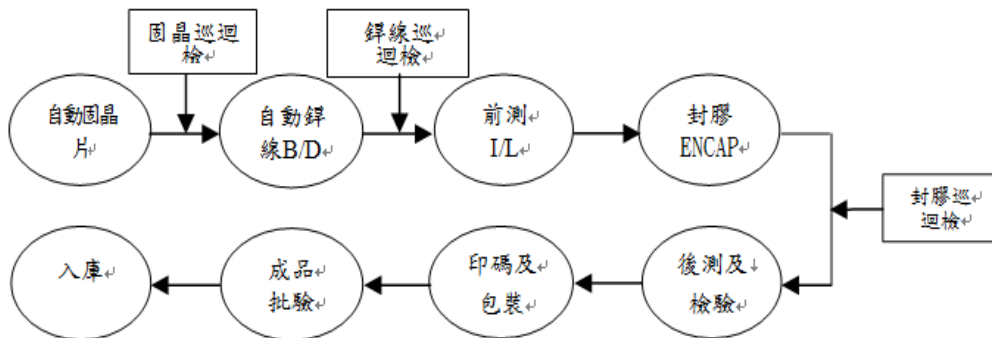 固晶巡迴
檢
銲線巡
迴檢
自動固晶
片
自動銲
線B/D
前測
I/L
封膠
ENCAP
封膠巡
迴檢
入庫
成品
批驗
印碼及
包裝
後測及
檢驗